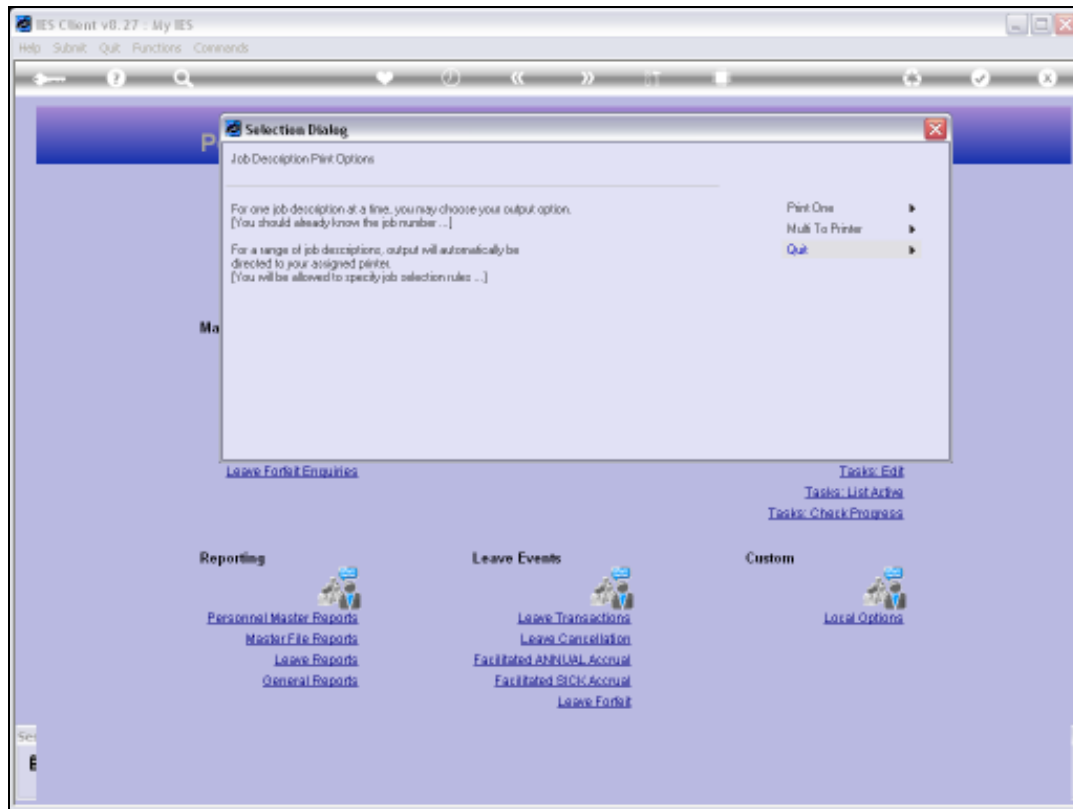 IES Client v8.27 : My IES
Help Submit Quit Functions Commands
Selection Dialog
Job Description Print Options
For one job description at a time, you may choose your output option.
[You should already know the job number ...]
For a range of job descriptions, output will automatically be
directed to your assigned printer.
[You will be allowed to specify job selection rules ...]
Print One
Multi To Printer
Quit
P
Ma
Leave Forfeit Enquiries
Tasks: Edit
Tasks: List Active
Tasks: Check Progress
Reporting
Personnel Master Reports
Master File Reports
Leave Reports
General Reports
Leave Events
Leave Transactions
Leave Cancellation
Facilitated ANNUAL Accrual
Facilitated SICK Accrual
Leave Forfeit
Custom
Local Options
Se